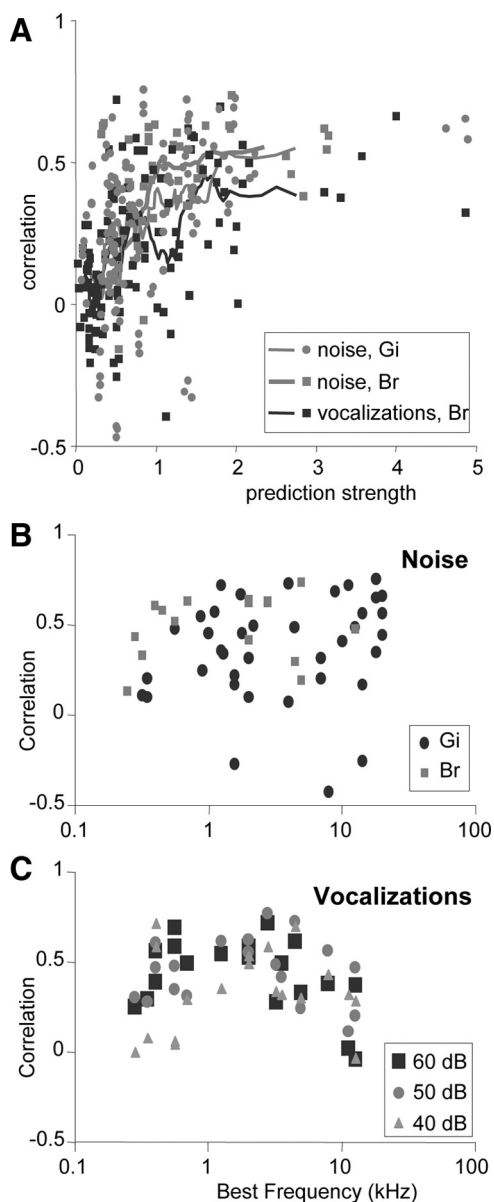 A
1
0.5
0
-0.5
correlation
noise, Gi
noise, Br
vocalizations, Br
0 1 2 3 4 5
prediction strength
B
Noise
1
0.5
0
-0.5
Correlation
Gi
Br
0.1 1 10 100
C
Vocalizations
1
0.5
0
-0.5
Correlation
60 dB
50 dB
40 dB
0.1 1 10 100
Best Frequency (kHz)